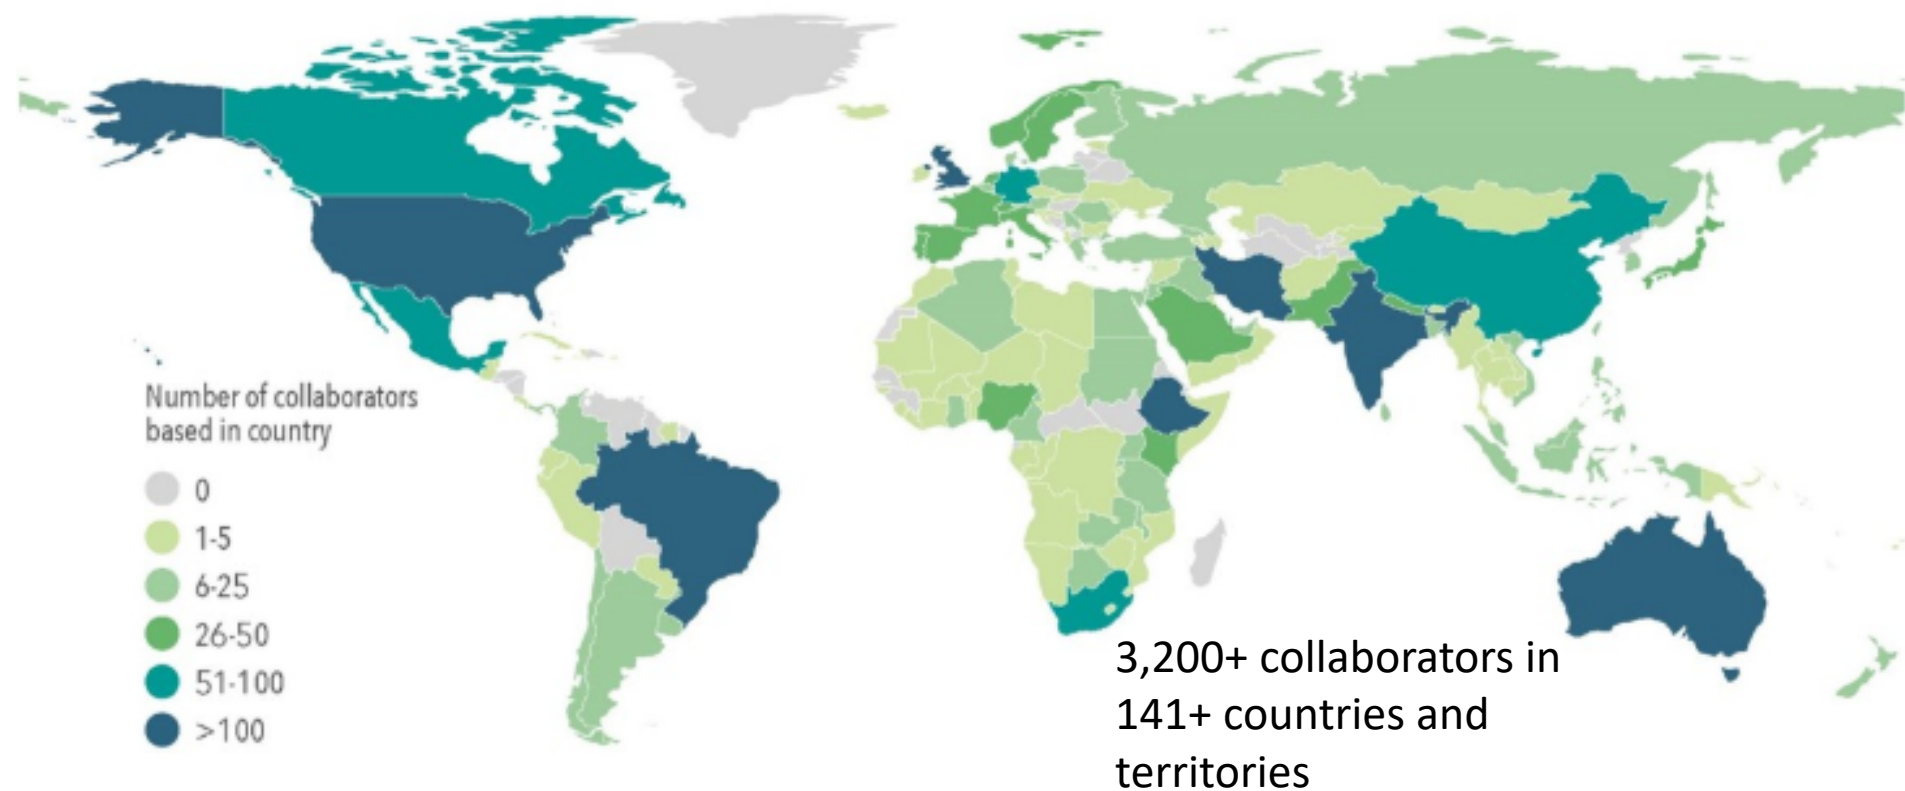 Number of collaborators
based in country
0
1-5
6-25
26-50
51-100
>100
3,200+ collaborators in
141+ countries and
territories